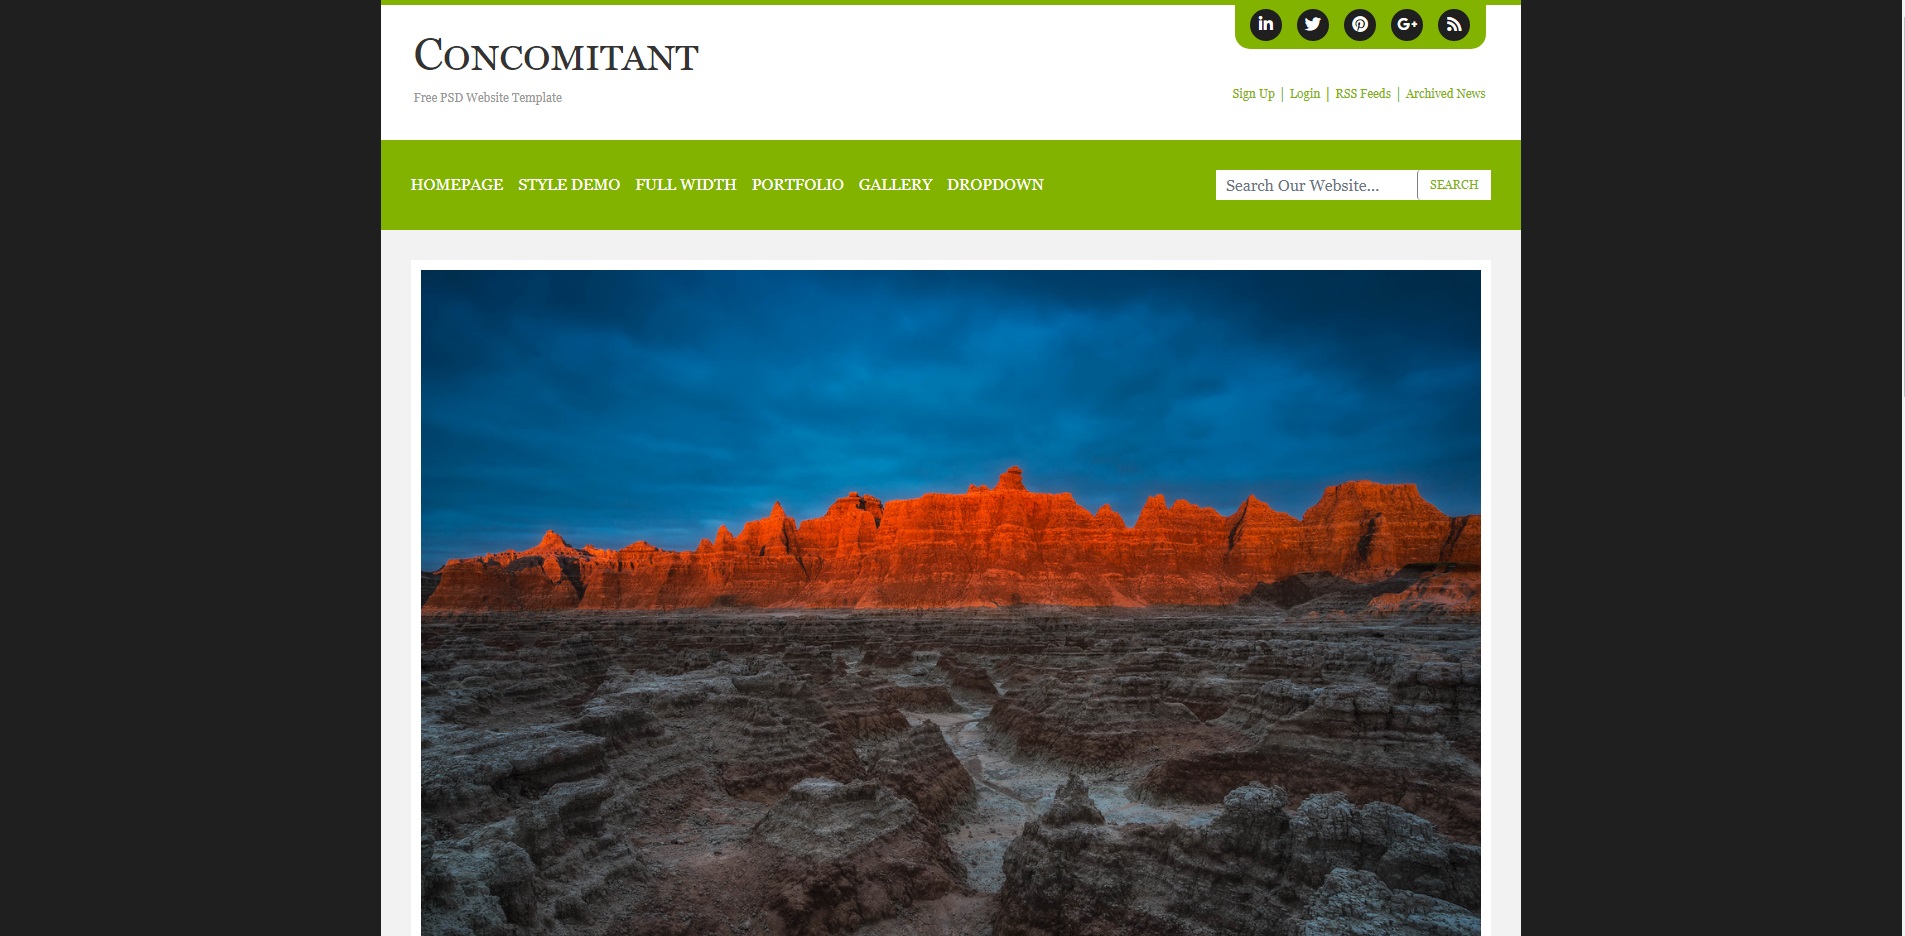 Concomitant
Free PSD Website Template
Sign Up | Login | RSS Feeds | Archived News
HOMEPAGE STYLE DEMO FULL WIDTH PORTFOLIO GALLERY DROPDOWN
Search Our Website... SEARCH